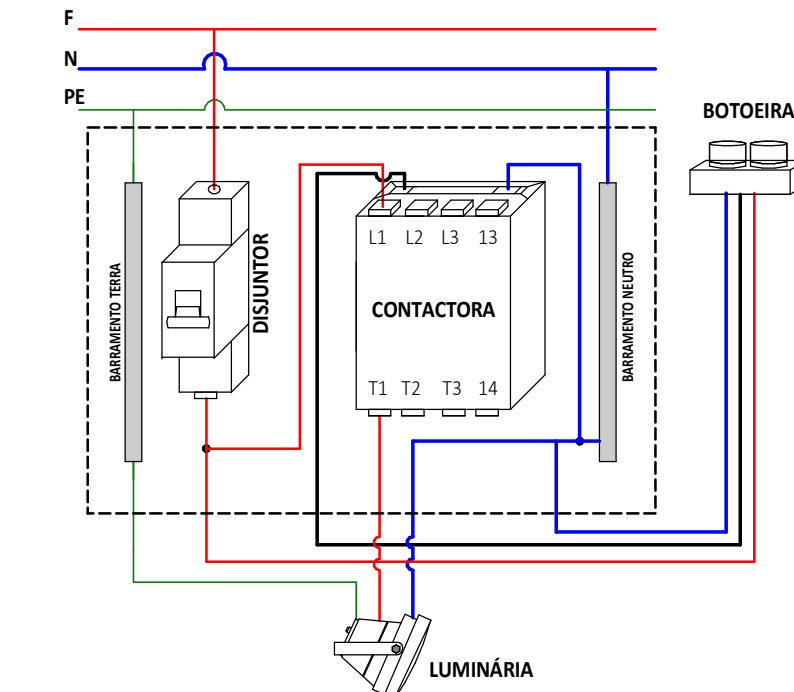 F
N
PE
BOTOEIRA
BARRAMENTO TERRA
DISJUNTOR
L1 L2 L3 13
CONTACTORA
T1 T2 T3 14
BARRAMENTO NEUTRO
LUMINÁRIA